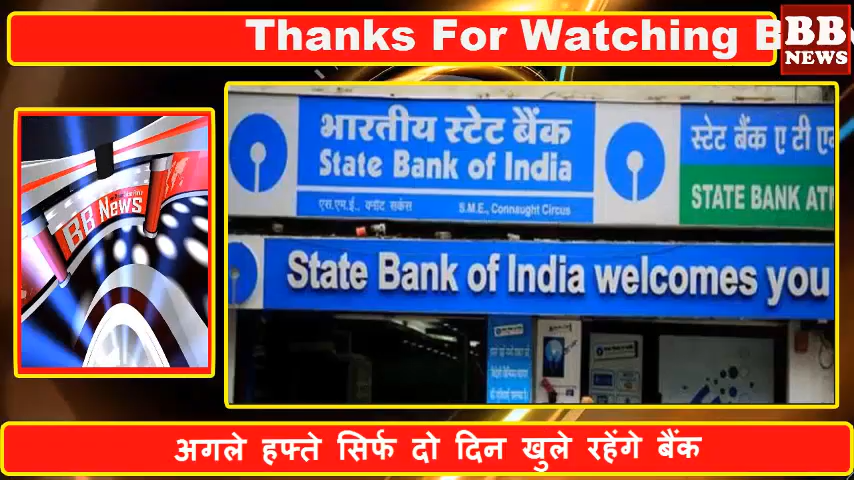 Thanks For Watching B
BB
NEWS
BB News
भारतीय स्टेट बैंक
State Bank of India
एस.एम.ई., क्नॉट सर्कस
S.M.E., Connaught Circus
स्टेट बैंक ए टी एम
STATE BANK ATM
State Bank of India welcomes you
अगले हफ्ते सिर्फ दो दिन खुले रहेंगे बैंक